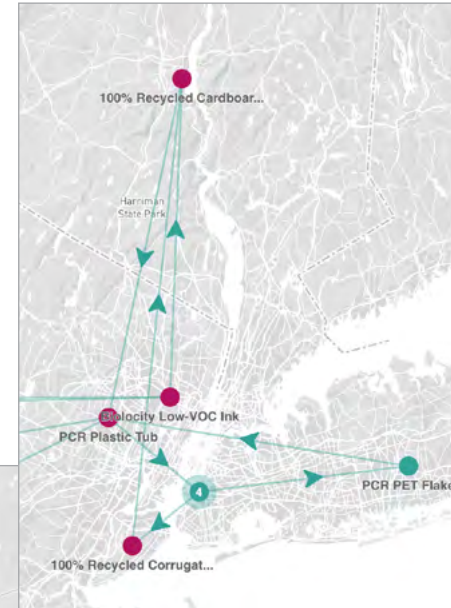 100% Recycled Cardboar...
Harriman
State Park
Low-VOC Ink
PCR Plastic Tub
4
PCR PET Flake
100% Recycled Corrugat...